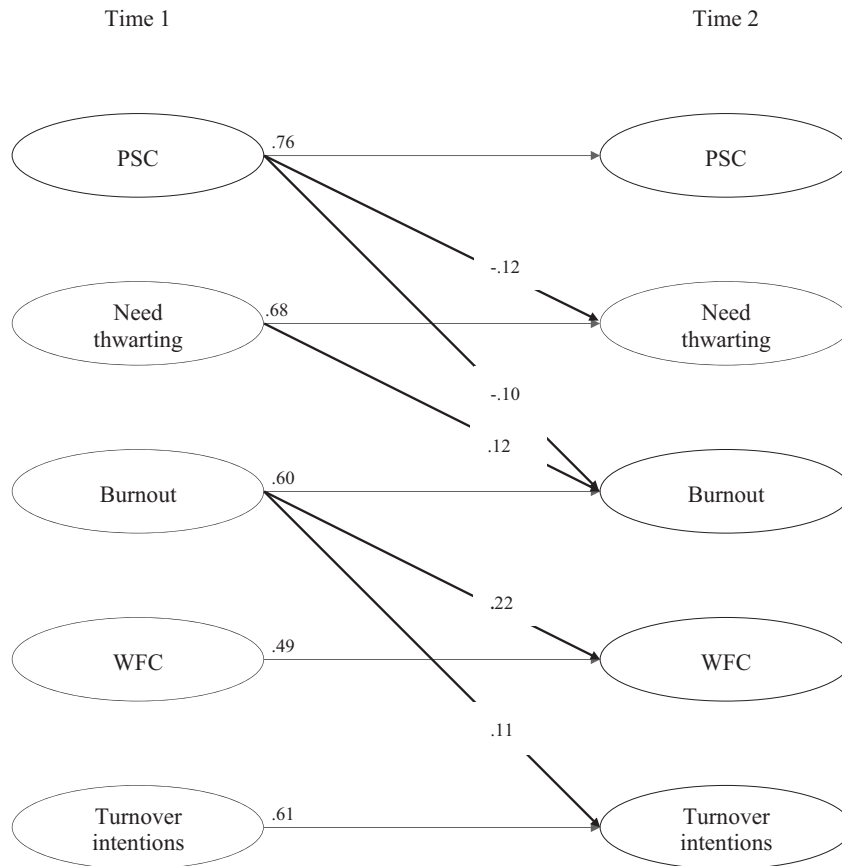 Time 1
Time 2
PSC
.76
PSC
-.12
Need
thwarting
.68
Need
thwarting
-.10
.12
Burnout
.60
Burnout
.22
WFC
.49
WFC
.11
Turnover
intentions
.61
Turnover
intentions